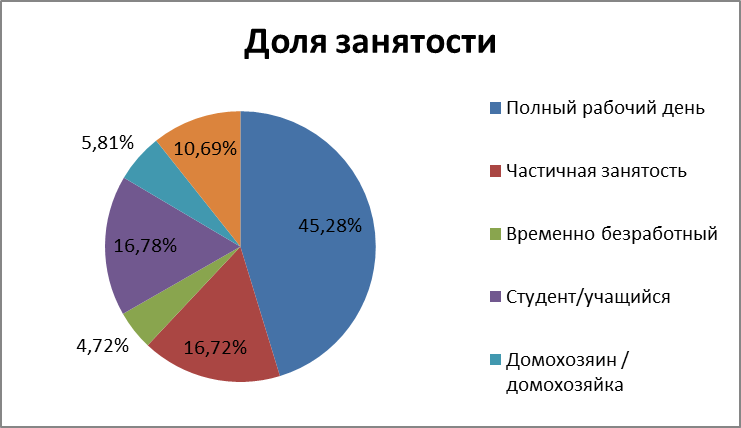 Доля занятости
5,81%
10,69%
45,28%
16,78%
4,72%
16,72%
Полный рабочий день
Частичная занятость
Временно безработный
Студент/учащийся
Домохозяин /
домохозяйка